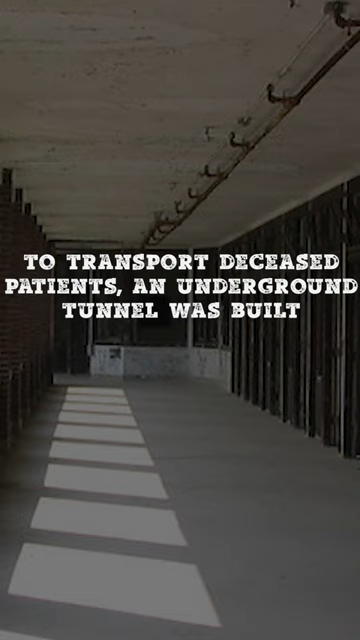 TO TRANSPORT DECEASED
PATIENTS, AN UNDERGROUND
TUNNEL WAS BUILT